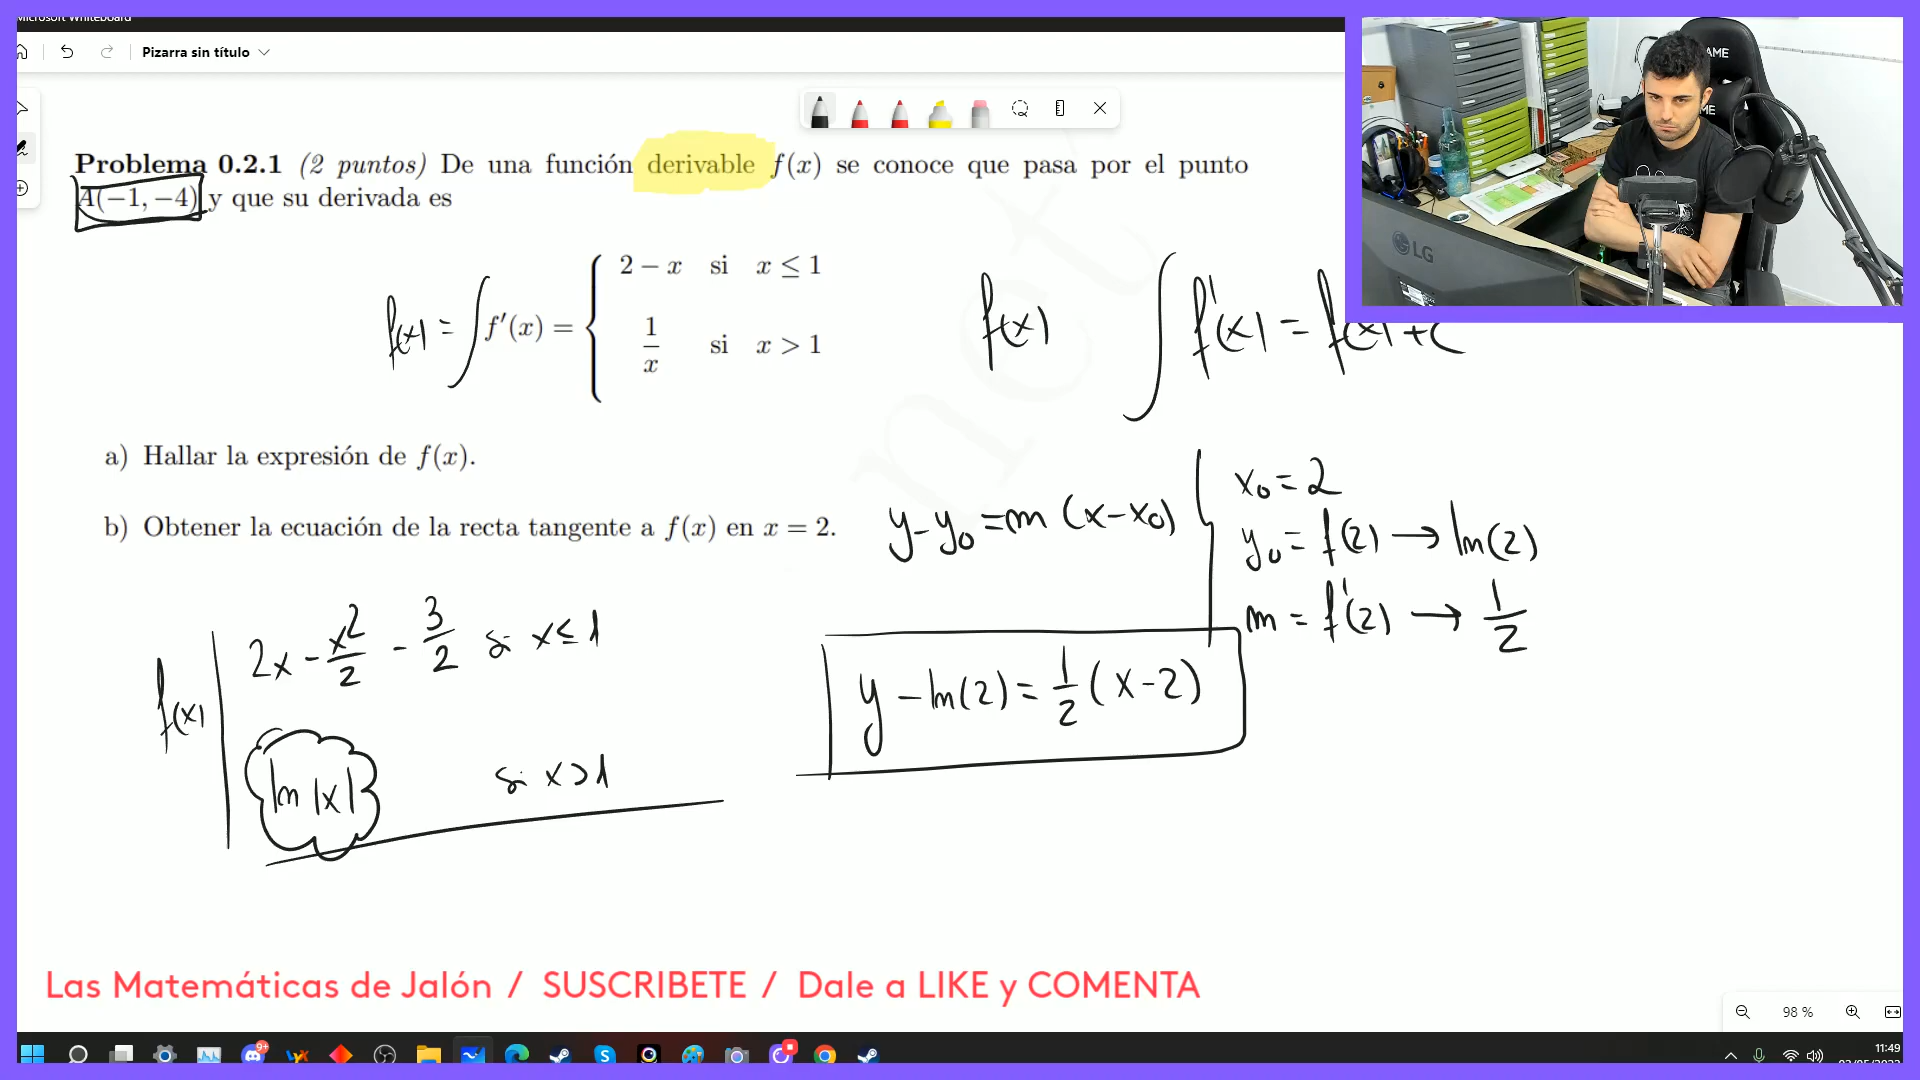 Microsoft Whiteboard
Pizarra sin título
Problema 0.2.1 (2 puntos) De una función derivable f(x) se conoce que pasa por el punto
A(−1, −4) y que su derivada es
f(x) = ∫ f′(x) = { 2 − x si x ≤ 1
1/x si x > 1
f(x) ∫ f'(x) = f(x) + C
a) Hallar la expresión de f(x).
b) Obtener la ecuación de la recta tangente a f(x) en x = 2.
y - y₀ = m (x - x₀)
x₀ = 2
y₀ = f(2) → ln(2)
m = f'(2) → 1/2
f(x) | 2x - x²/2 - 3/2 si x ≤ 1
ln |x| si x > 1
y - ln(2) = 1/2 (x - 2)
GAME
LG
net
Las Matemáticas de Jalón / SUSCRIBETE / Dale a LIKE y COMENTA
98 %
9+
11:49